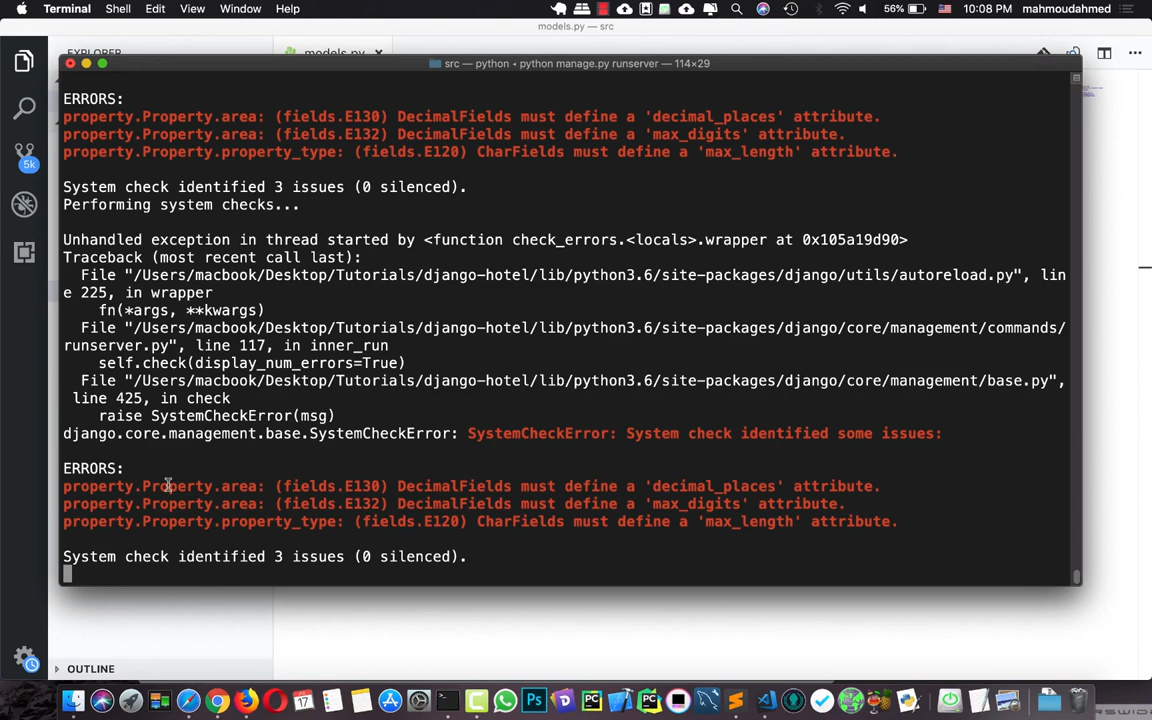 Terminal Shell Edit View Window Help 56% 10:08 PM mahmoudahmed
models.py — src
EXPLORER
models.py
src — python • python manage.py runserver — 114×29
ERRORS:
property.Property.area: (fields.E130) DecimalFields must define a 'decimal_places' attribute.
property.Property.area: (fields.E132) DecimalFields must define a 'max_digits' attribute.
property.Property.property_type: (fields.E120) CharFields must define a 'max_length' attribute.
System check identified 3 issues (0 silenced).
Performing system checks...
Unhandled exception in thread started by <function check_errors.<locals>.wrapper at 0x105a19d90>
Traceback (most recent call last):
File "/Users/macbook/Desktop/Tutorials/django-hotel/lib/python3.6/site-packages/django/utils/autoreload.py", lin
e 225, in wrapper
fn(*args, **kwargs)
File "/Users/macbook/Desktop/Tutorials/django-hotel/lib/python3.6/site-packages/django/core/management/commands/
runserver.py", line 117, in inner_run
self.check(display_num_errors=True)
File "/Users/macbook/Desktop/Tutorials/django-hotel/lib/python3.6/site-packages/django/core/management/base.py",
line 425, in check
raise SystemCheckError(msg)
django.core.management.base.SystemCheckError: SystemCheckError: System check identified some issues:
ERRORS:
property.Property.area: (fields.E130) DecimalFields must define a 'decimal_places' attribute.
property.Property.area: (fields.E132) DecimalFields must define a 'max_digits' attribute.
property.Property.property_type: (fields.E120) CharFields must define a 'max_length' attribute.
System check identified 3 issues (0 silenced).
5k
OUTLINE
17
Ps
PC
PC